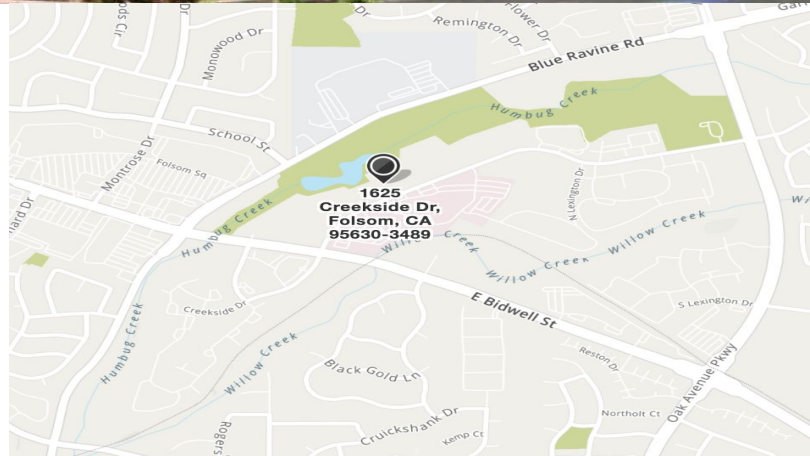 Dr
Dr
Monowood Dr
Remington Dr
Flower Dr
Blue Ravine Rd
Humbug Creek
School St
Montrose Dr
Folsom Sq
1625
Creekside Dr,
Folsom, CA
95630-3489
N Lexington Dr
Humbug Creek
Creek
Willow Creek
Willow Creek
E Bidwell St
S Lexington Dr
Creekside Dr
Humbug Creek
Willow Creek
Black Gold Ln
Reston Dr
Oak Avenue Pkwy
Cruickshank Dr
Kemp Ct
Northolt Ct